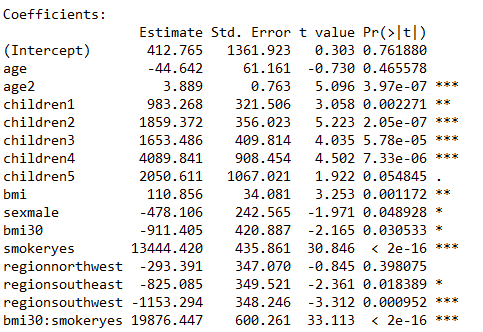 Coefficients:
Estimate Std. Error t value Pr(>|t|)
(Intercept) 412.765 1361.923 0.303 0.761880
age -44.642 61.161 -0.730 0.465578
age2 3.889 0.763 5.096 3.97e-07 ***
children1 983.268 321.506 3.058 0.002271 **
children2 1859.372 356.023 5.223 2.05e-07 ***
children3 1653.486 409.814 4.035 5.78e-05 ***
children4 4089.841 908.454 4.502 7.33e-06 ***
children5 2050.611 1067.021 1.922 0.054845 .
bmi 110.856 34.081 3.253 0.001172 **
sexmale -478.106 242.565 -1.971 0.048928 *
bmi30 -911.405 420.887 -2.165 0.030533 *
smokeryes 13444.420 435.861 30.846 < 2e-16 ***
regionnorthwest -293.391 347.070 -0.845 0.398075
regionsoutheast -825.085 349.521 -2.361 0.018389 *
regionsouthwest -1153.294 348.246 -3.312 0.000952 ***
bmi30:smokeryes 19876.447 600.261 33.113 < 2e-16 ***